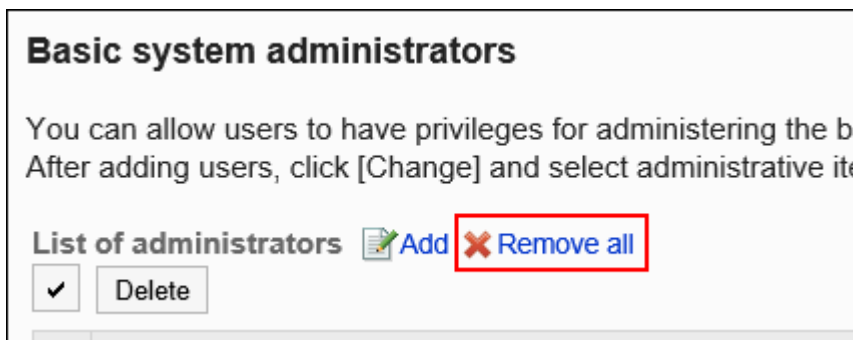 Basic system administrators
You can allow users to have privileges for administering the
After adding users, click [Change] and select administrative
List of administrators Add Remove all
Delete